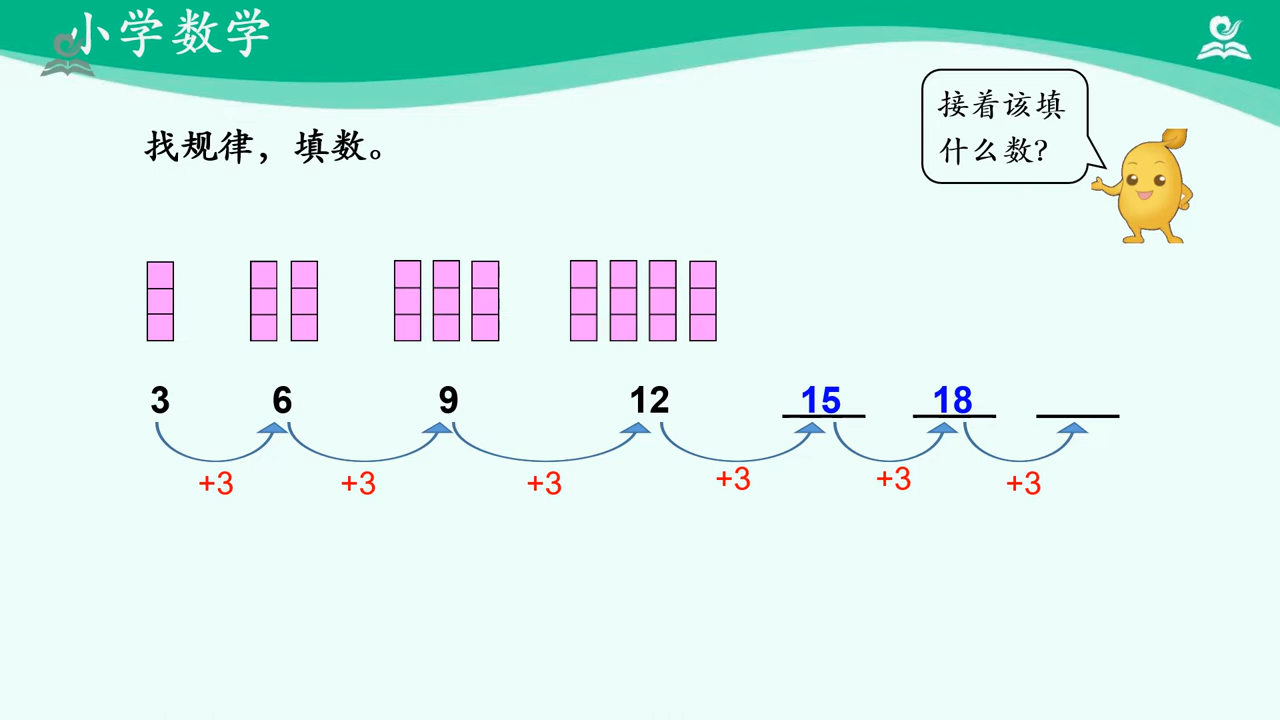 小学数学
接着该填
什么数?
找规律，填数。
3 6 9 12 15 18
+3 +3 +3 +3 +3 +3